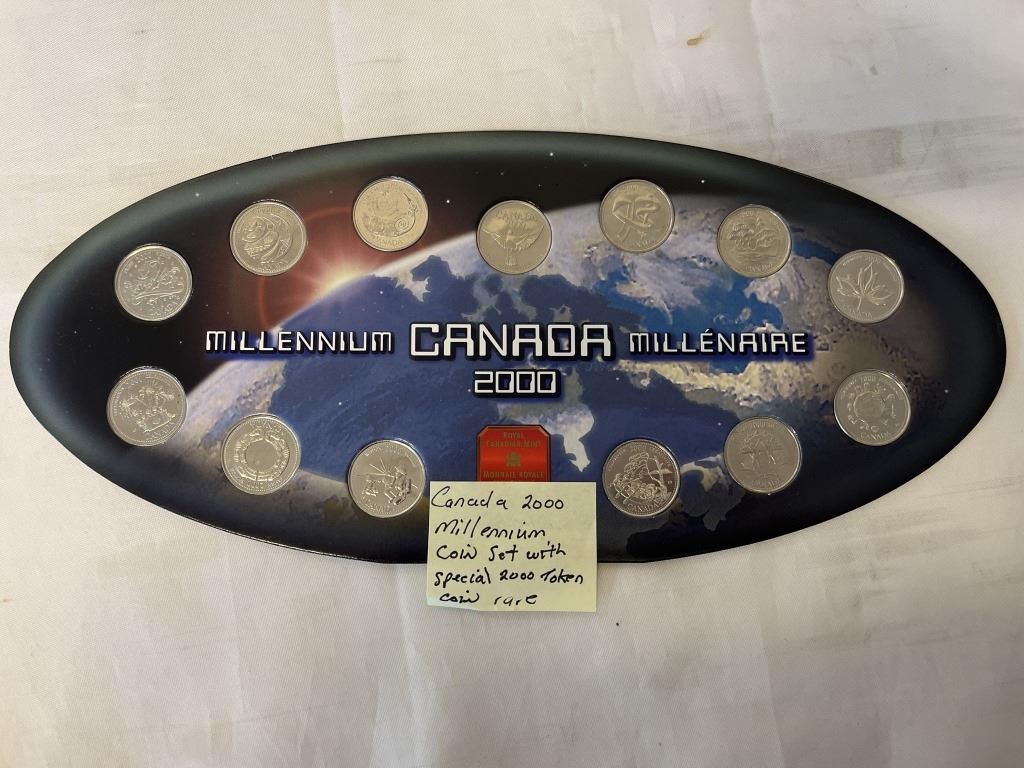 MILLENNIUM CANADA MILLÉNAIRE
2000
ROYAL
CANADIAN MINT
MONNAIE ROYALE
Canada 2000
Millennium
Coin Set with
special 2000 Token
coin rare